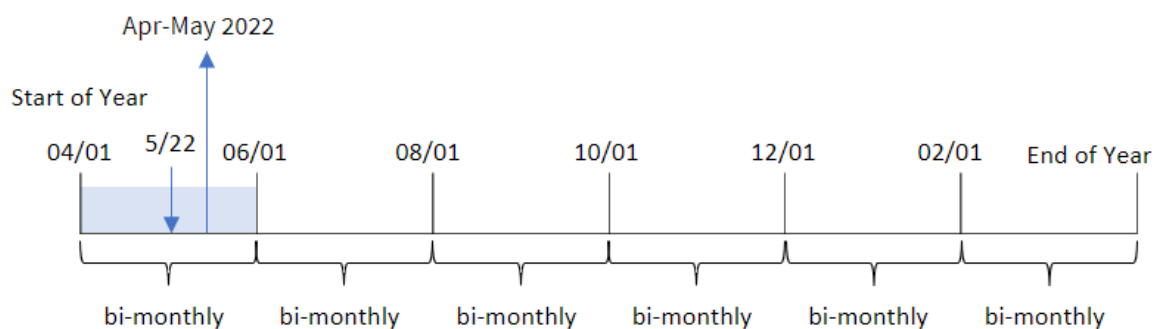 Apr-May 2022
Start of Year
04/01 5/22 06/01 08/01 10/01 12/01 02/01 End of Year
bi-monthly bi-monthly bi-monthly bi-monthly bi-monthly bi-monthly